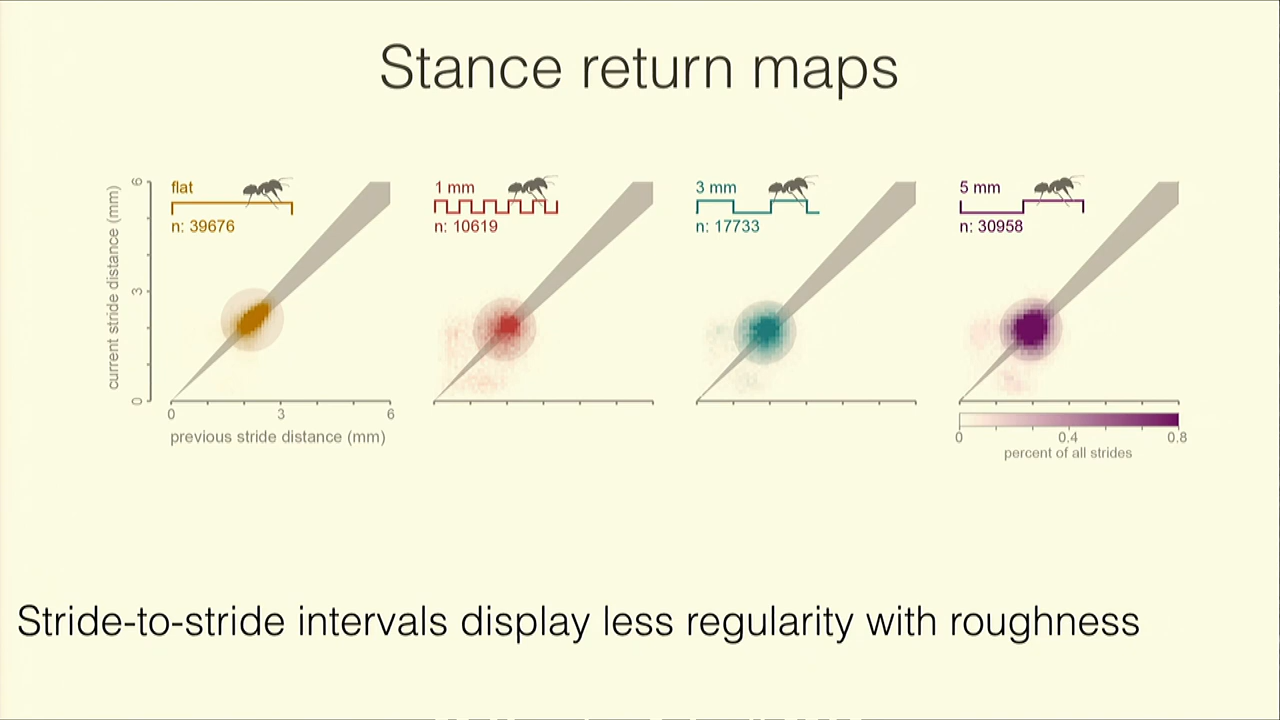 Stance return maps
current stride distance (mm)
6
3
0
flat
n: 39676
0
3
6
previous stride distance (mm)
1 mm
n: 10619
3 mm
n: 17733
5 mm
n: 30958
0
0.4
0.8
percent of all strides
Stride-to-stride intervals display less regularity with roughness